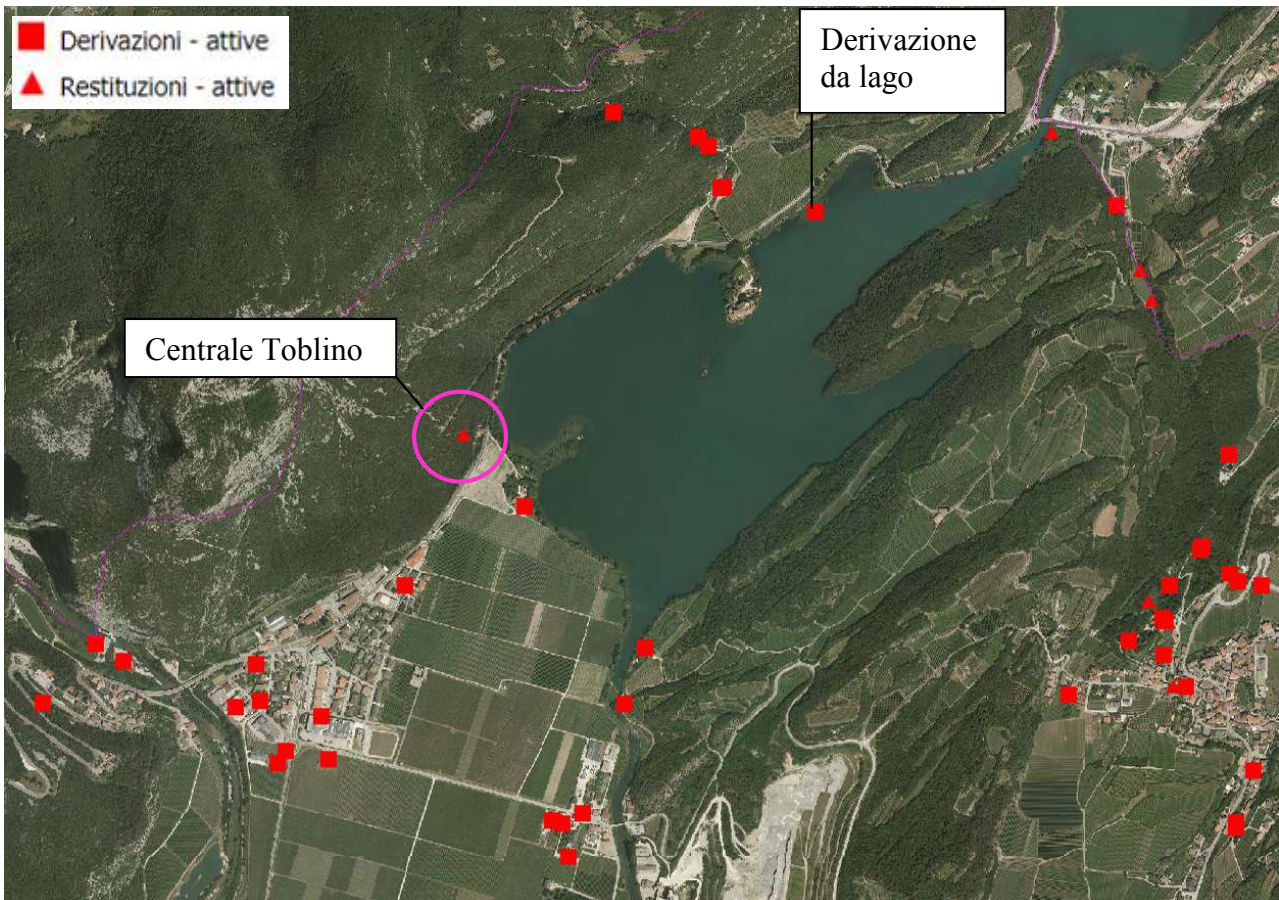 Derivazioni - attive
Restituzioni - attive
Derivazione
da lago
Centrale Toblino